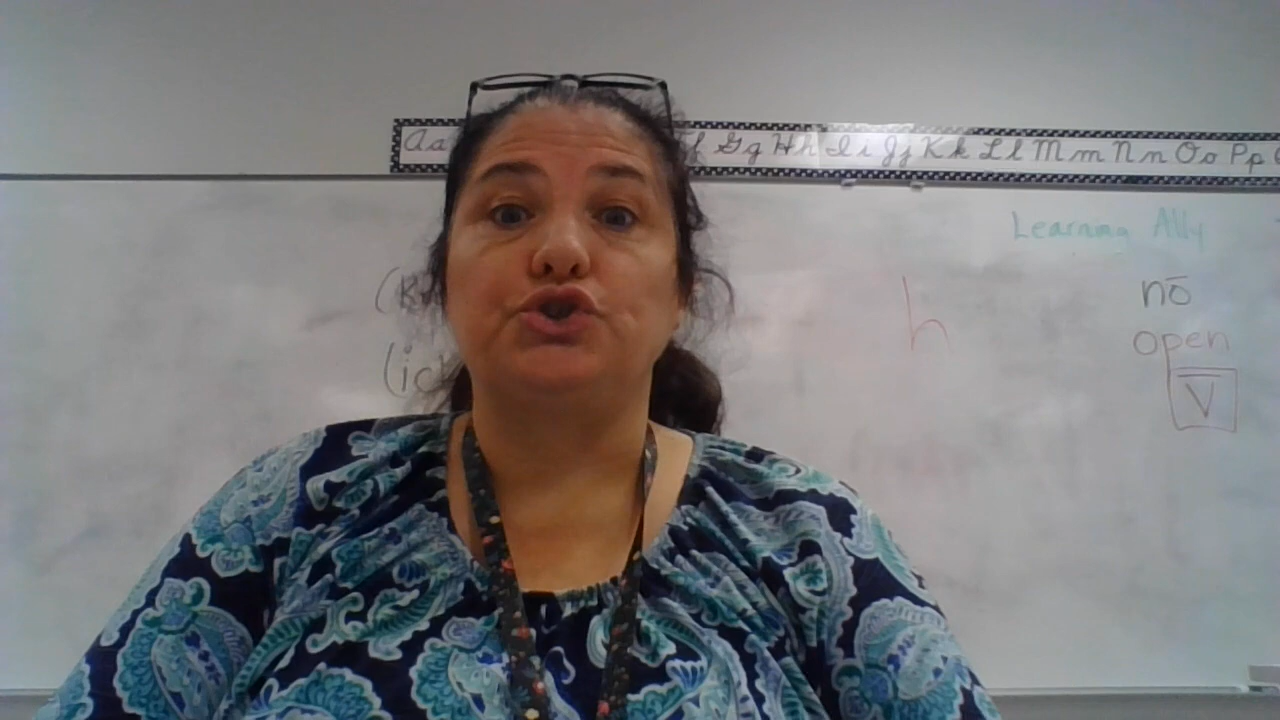 Aa Gg Hh Ii Jj Kk Ll Mm Nn Oo Pp
Learning Ally
nō
h
open
V̄